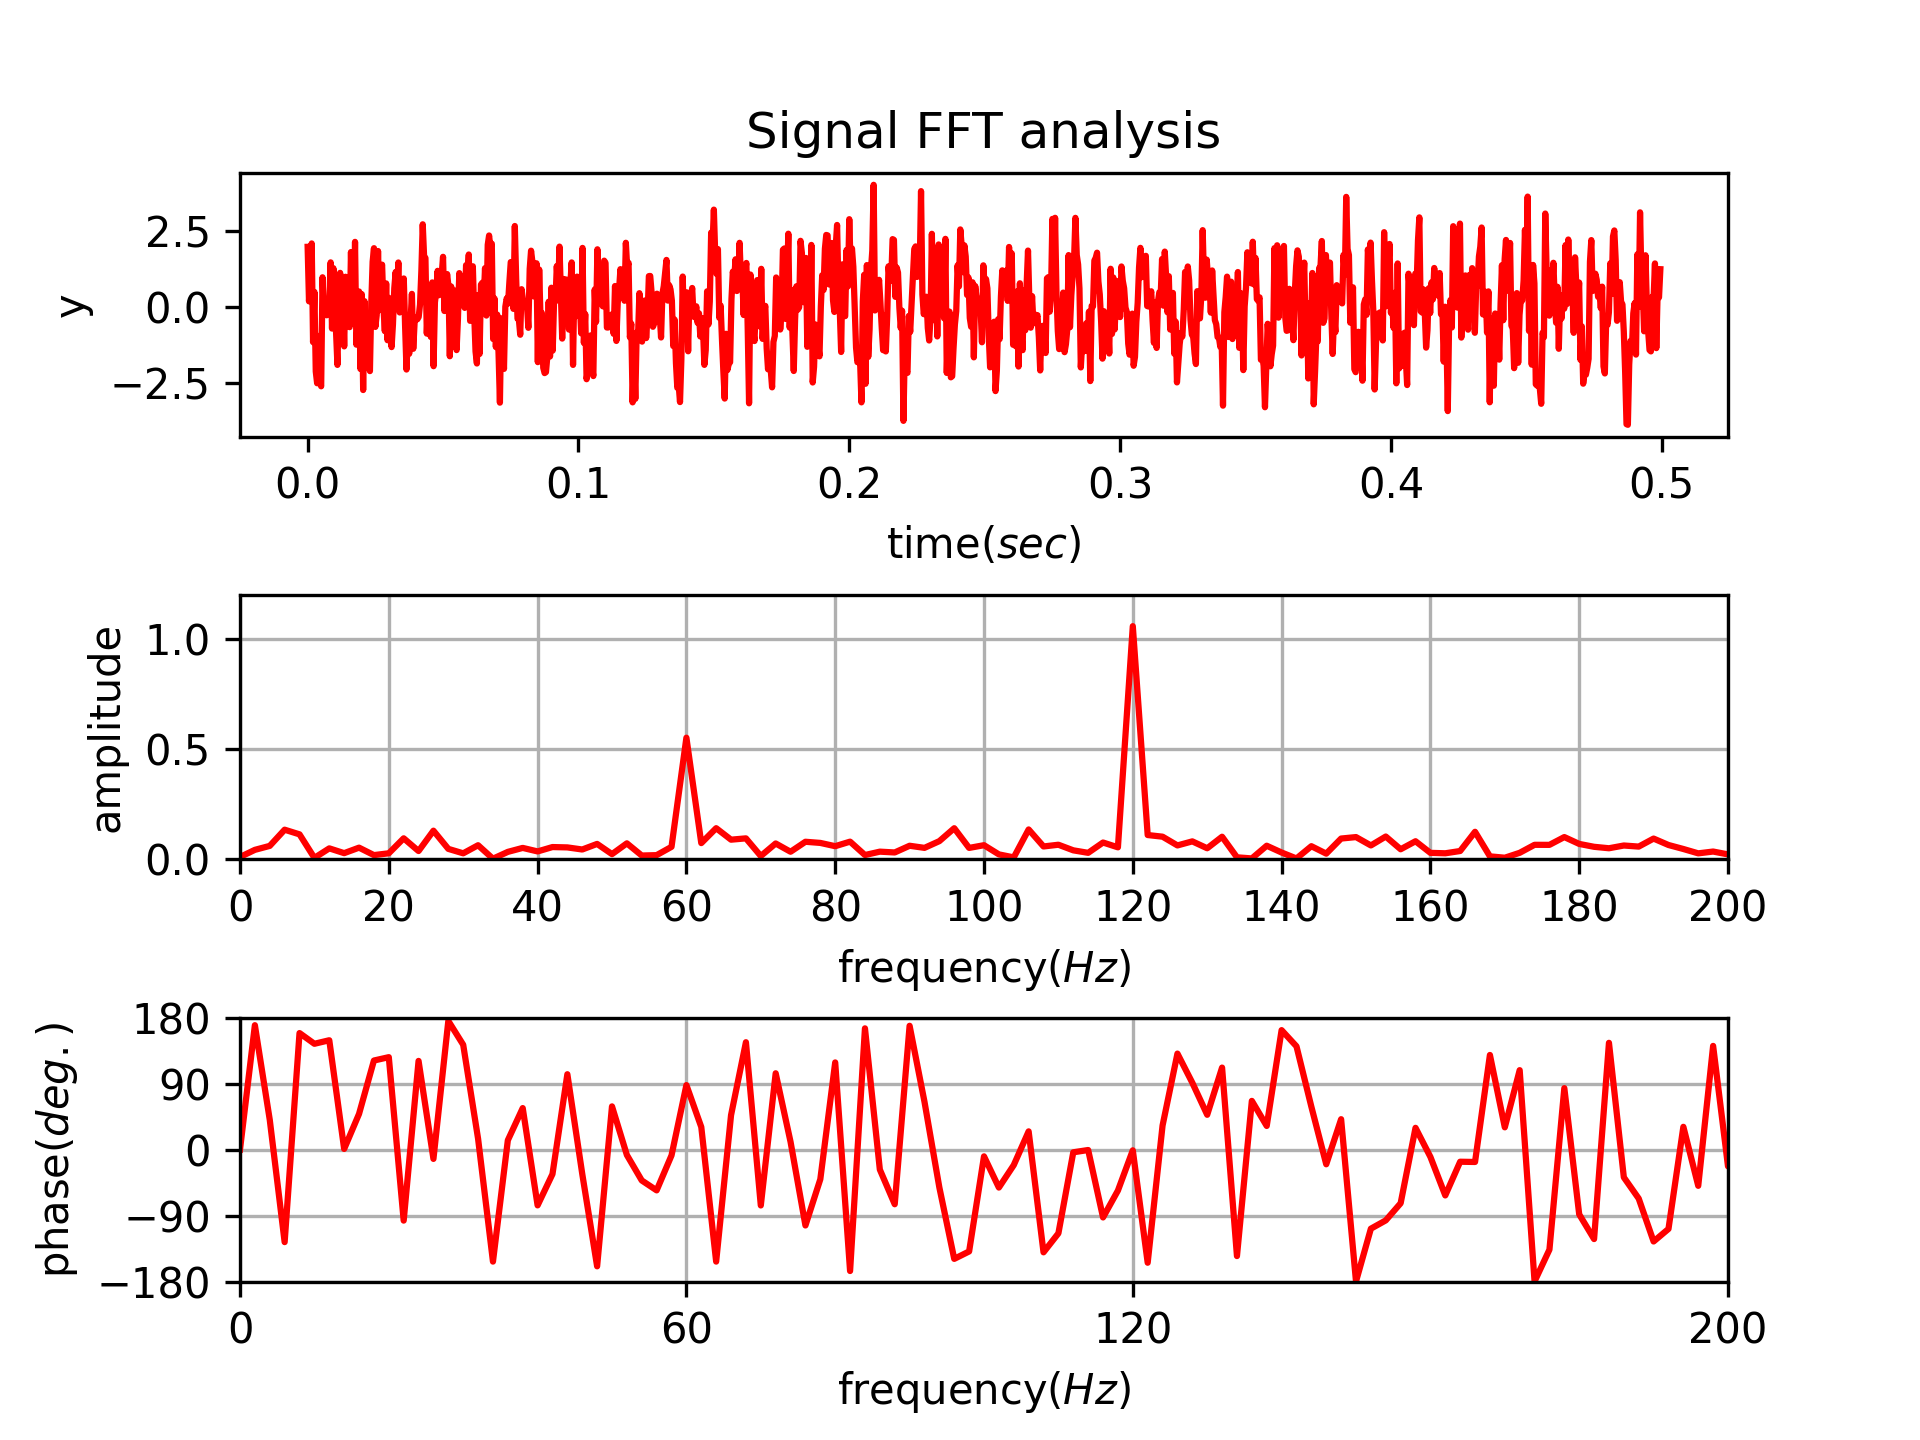 Signal FFT analysis
y
2.5
0.0
−2.5
0.0 0.1 0.2 0.3 0.4 0.5
time(sec)
amplitude
1.0
0.5
0.0
0 20 40 60 80 100 120 140 160 180 200
frequency(Hz)
phase(deg.)
180
90
0
−90
−180
0 60 120 200
frequency(Hz)